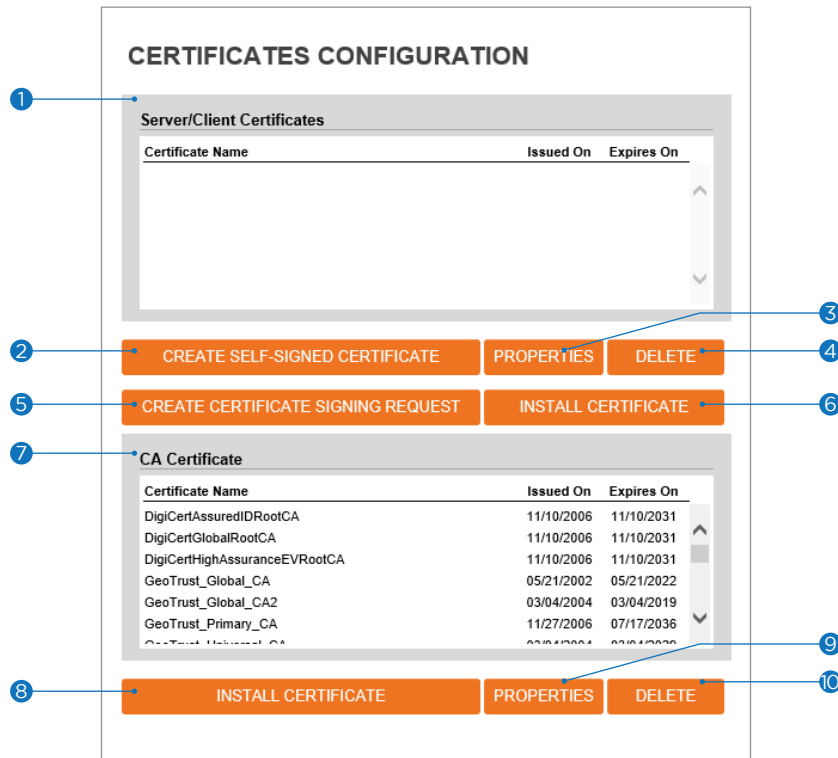 CERTIFICATES CONFIGURATION
1
Server/Client Certificates
Certificate Name Issued On Expires On
3
2 CREATE SELF-SIGNED CERTIFICATE PROPERTIES DELETE 4
5 CREATE CERTIFICATE SIGNING REQUEST INSTALL CERTIFICATE 6
7 CA Certificate
Certificate Name Issued On Expires On
DigiCertAssuredIDRootCA 11/10/2006 11/10/2031
DigiCertGlobalRootCA 11/10/2006 11/10/2031
DigiCertHighAssuranceEVRootCA 11/10/2006 11/10/2031
GeoTrust_Global_CA 05/21/2002 05/21/2022
GeoTrust_Global_CA2 03/04/2004 03/04/2019
GeoTrust_Primary_CA 11/27/2006 07/17/2036
9
8 INSTALL CERTIFICATE PROPERTIES DELETE 10